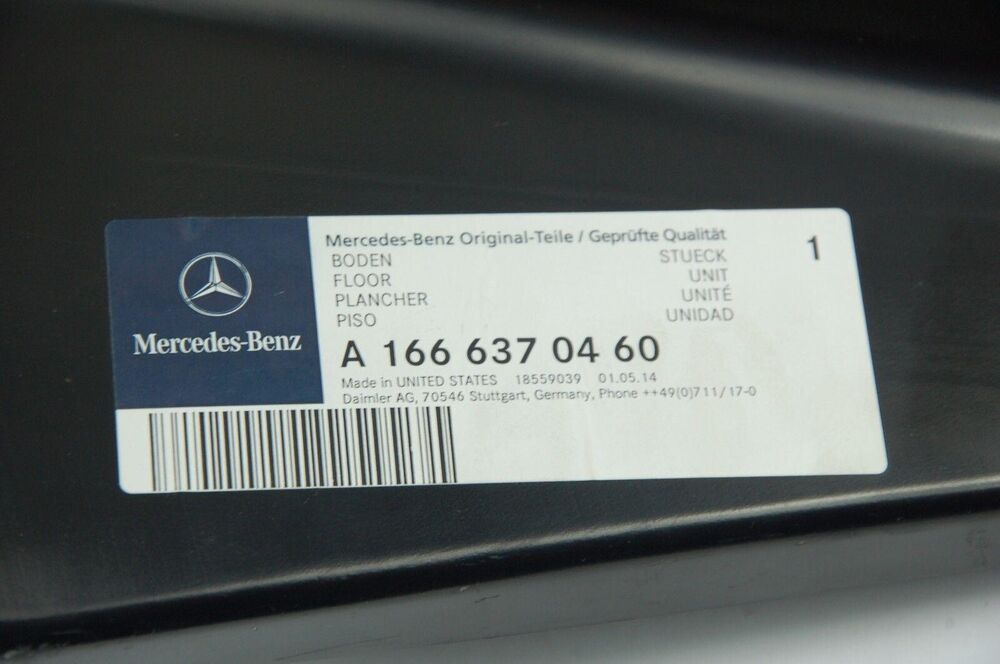 Mercedes-Benz Original-Teile / Geprüfte Qualität
1
BODEN STUECK
FLOOR UNIT
PLANCHER UNITÉ
PISO UNIDAD
Mercedes-Benz
A 166 637 04 60
Made in UNITED STATES 18559039 01.05.14
Daimler AG, 70546 Stuttgart, Germany, Phone ++49(0)711/17-0